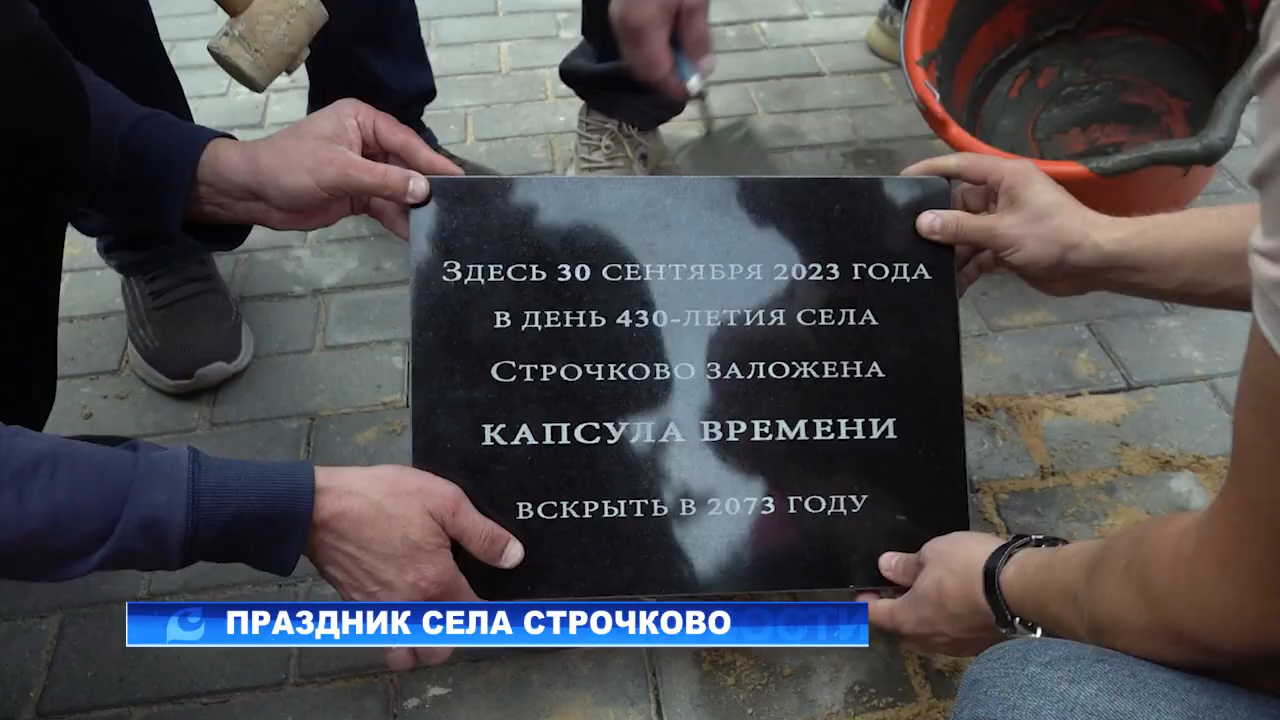 Здесь 30 сентября 2023 года
в день 430-летия села
Строчково заложена
КАПСУЛА ВРЕМЕНИ
вскрыть в 2073 году
ПРАЗДНИК СЕЛА СТРОЧКОВО